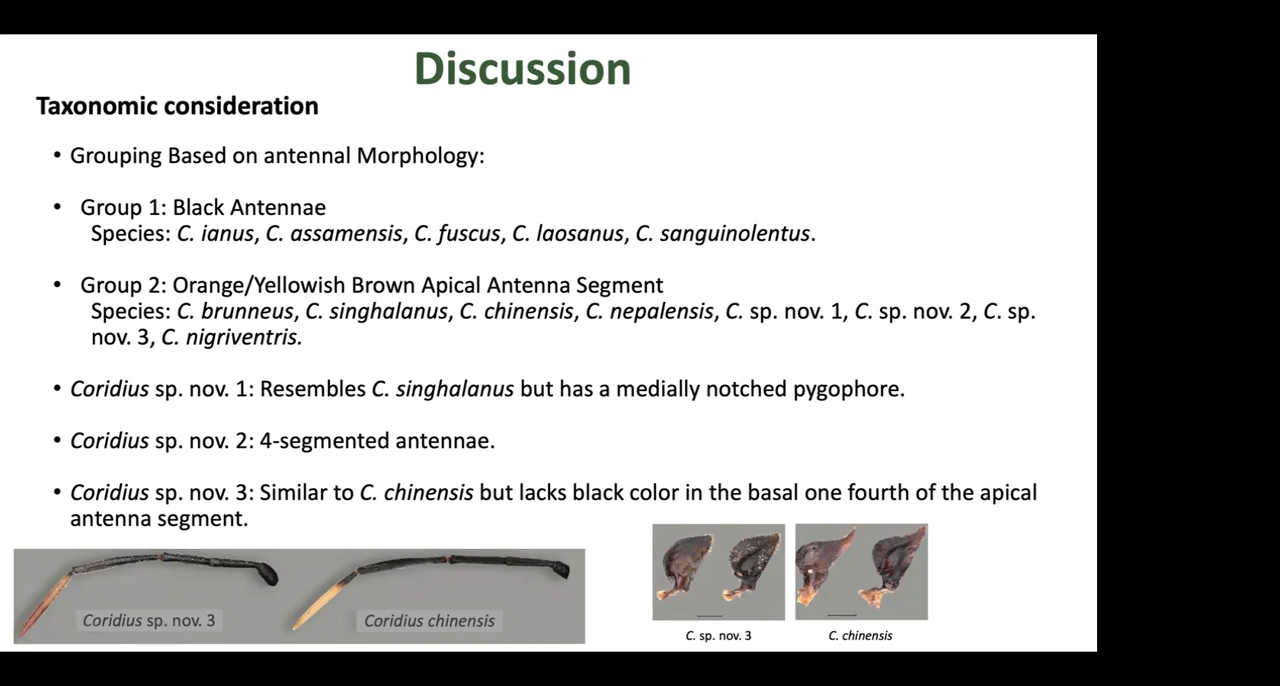 Discussion
Taxonomic consideration
• Grouping Based on antennal Morphology:
• Group 1: Black Antennae
Species: C. ianus, C. assamensis, C. fuscus, C. laosanus, C. sanguinolentus.
• Group 2: Orange/Yellowish Brown Apical Antenna Segment
Species: C. brunneus, C. singhalanus, C. chinensis, C. nepalensis, C. sp. nov. 1, C. sp. nov. 2, C. sp.
nov. 3, C. nigriventris.
• Coridius sp. nov. 1: Resembles C. singhalanus but has a medially notched pygophore.
• Coridius sp. nov. 2: 4-segmented antennae.
• Coridius sp. nov. 3: Similar to C. chinensis but lacks black color in the basal one fourth of the apical
antenna segment.
Coridius sp. nov. 3
Coridius chinensis
C. sp. nov. 3
C. chinensis